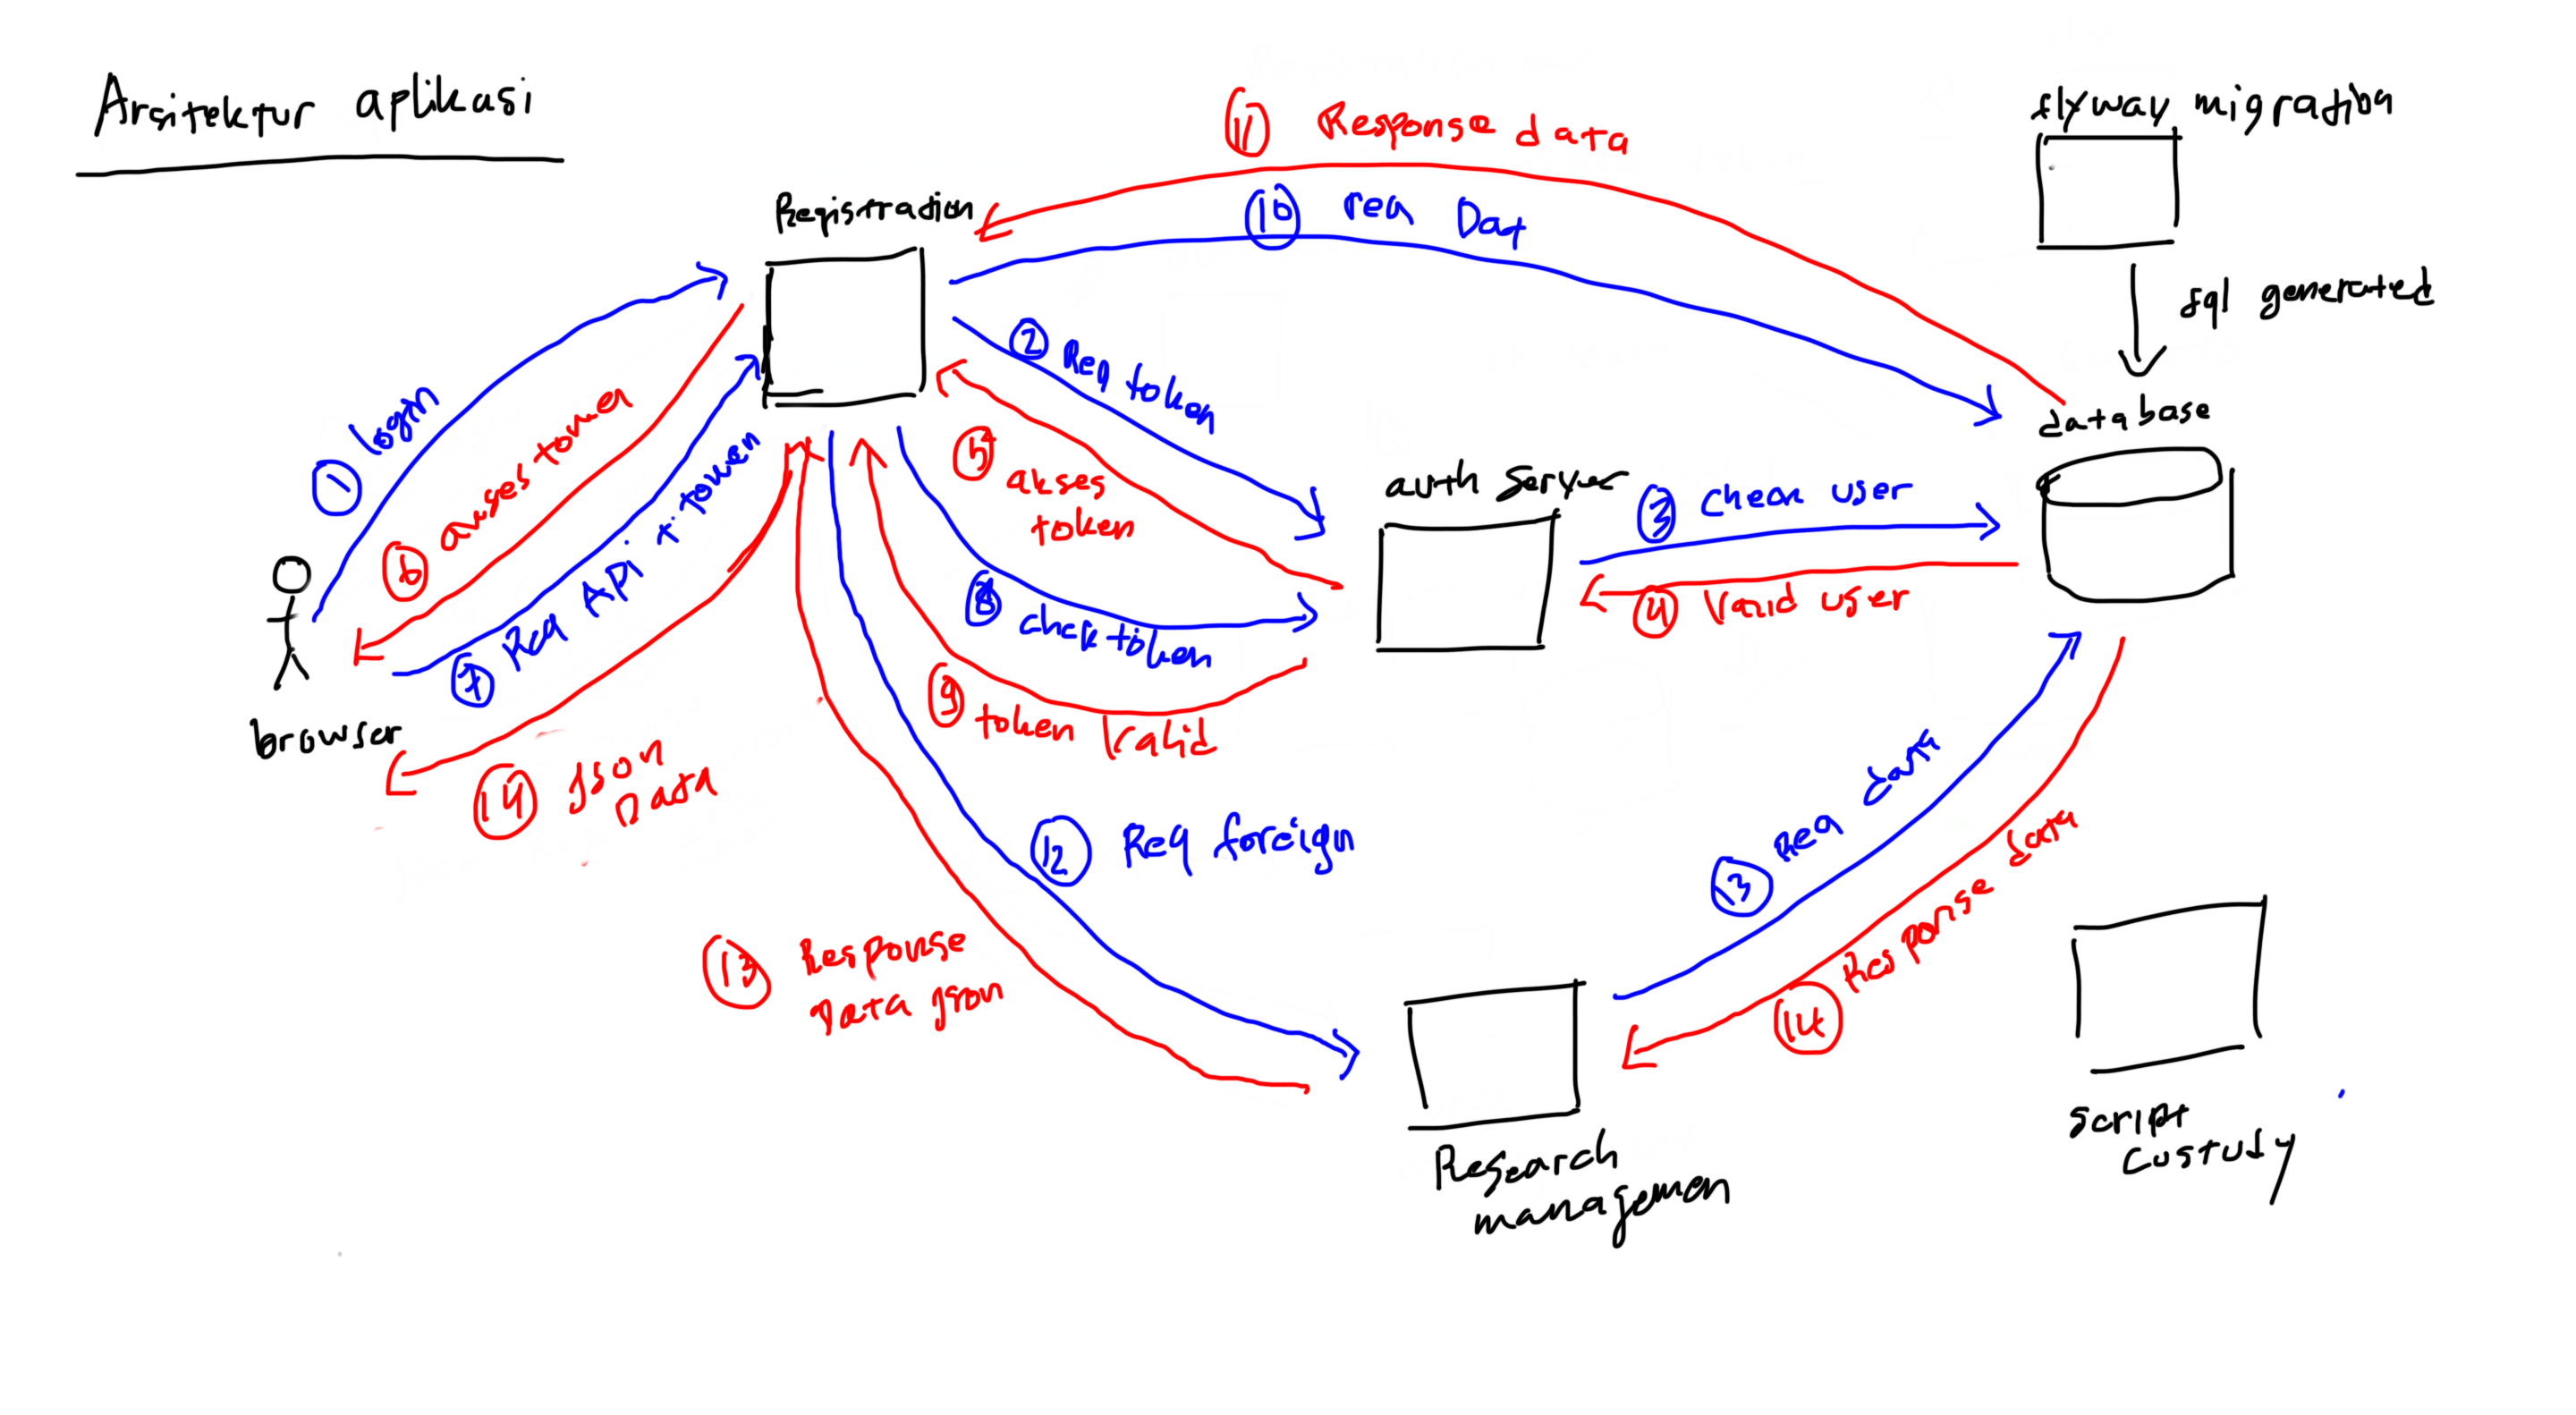 Arsitektur aplikasi
flyway migration
11 Response data
Registration
10 req Dat
sql generated
2 Req token
1 login
6 akses token
database
5 akses
token
auth Server
3 Check user
4 Valid user
7 Req Api + token
8 chck token
9 token Valid
browser
14 Json
Data
12 Req foreign
13 Req data
14 Response data
13 Response
Data json
Research
managemen
script
custudy